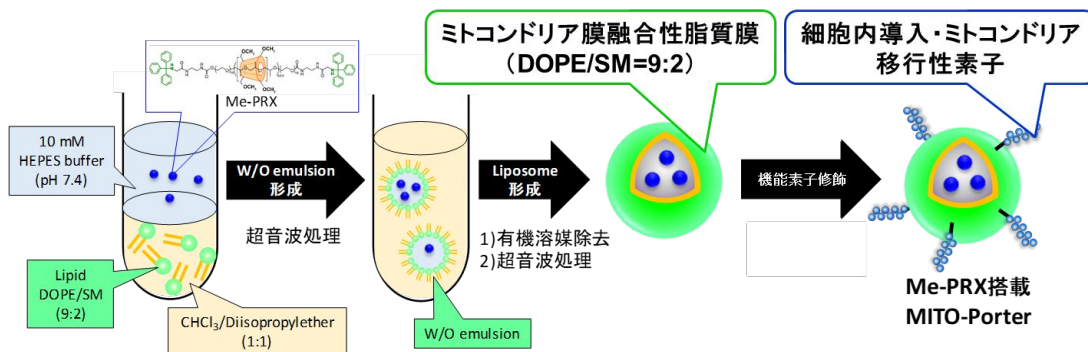 Me-PRX
10 mM
HEPES buffer
(pH 7.4)
Lipid
DOPE/SM
(9:2)
CHCl₃/Diisopropylether
(1:1)
W/O emulsion
形成
超音波処理
W/O emulsion
Liposome
形成
1)有機溶媒除去
2)超音波処理
ミトコンドリア膜融合性脂質膜
(DOPE/SM=9:2)
機能素子修飾
細胞内導入・ミトコンドリア
移行性素子
Me-PRX搭載
MITO-Porter